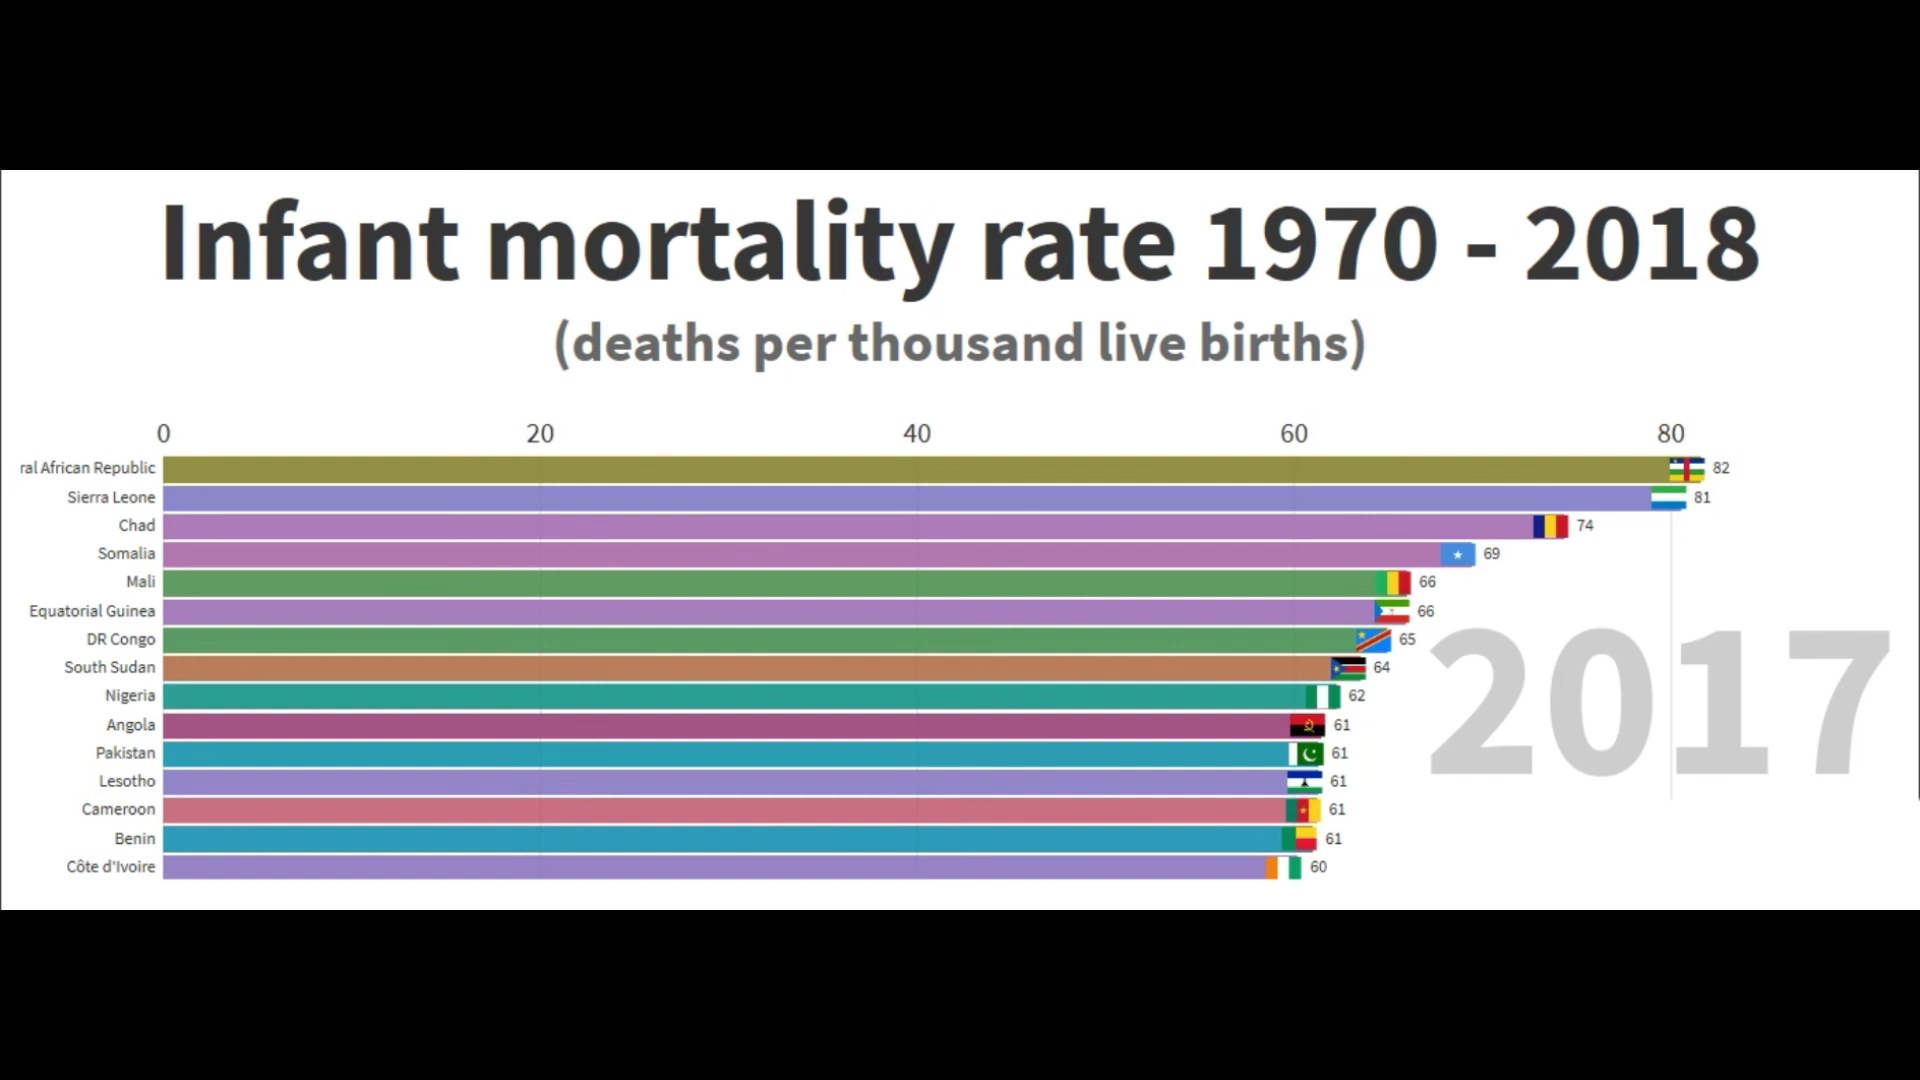 Infant mortality rate 1970 - 2018
(deaths per thousand live births)
0 20 40 60 80
ral African Republic 82
Sierra Leone 81
Chad 74
Somalia 69
Mali 66
Equatorial Guinea 66
DR Congo 65
South Sudan 64
Nigeria 62
Angola 61
Pakistan 61
Lesotho 61
Cameroon 61
Benin 61
Côte d'Ivoire 60
2017